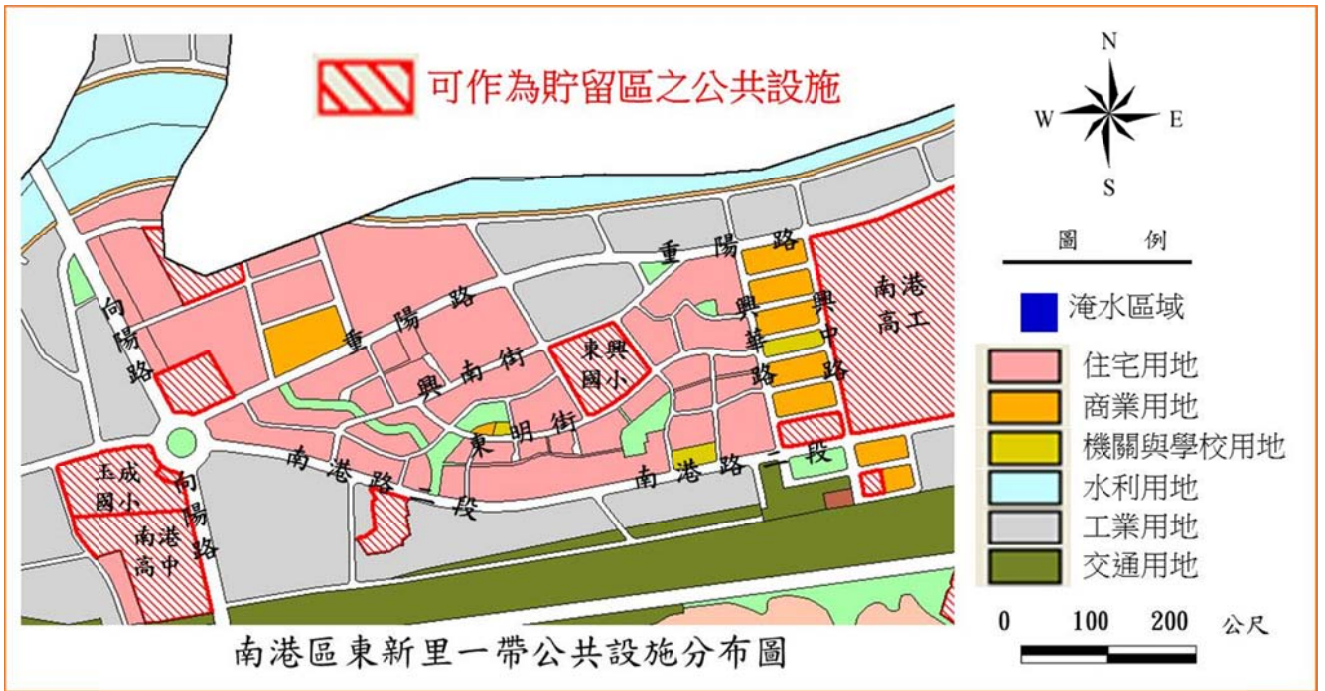 可作為貯留區之公共設施
N
W
E
S
圖例
淹水區域
住宅用地
商業用地
機關與學校用地
水利用地
工業用地
交通用地
0 100 200 公尺
重陽路
南港
高工
向陽路
重陽路
興華路
興中路
東興
國小
興南街
東明街
南港路一段
南港路一段
玉成
國小
向陽路
南港
高中
南港區東新里一帶公共設施分布圖